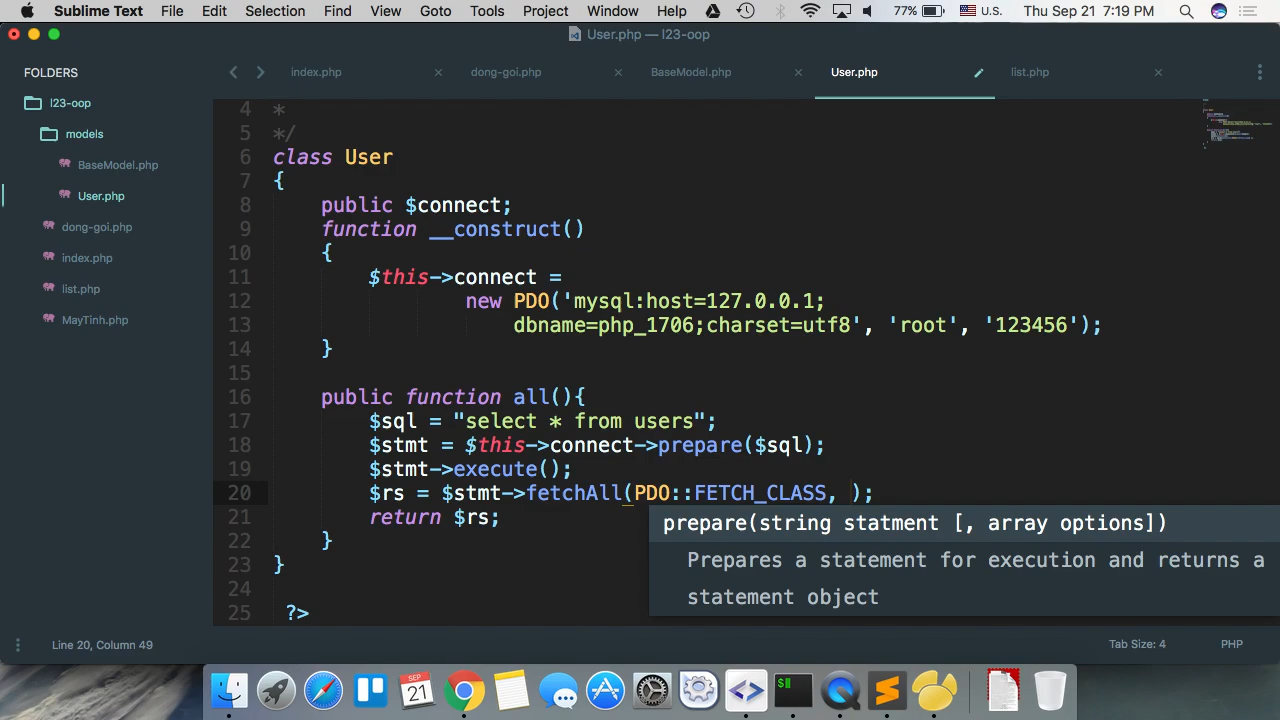 Sublime Text File Edit Selection Find View Goto Tools Project Window Help 77% U.S. Thu Sep 21 7:19 PM
User.php — l23-oop
FOLDERS
l23-oop
models
BaseModel.php
User.php
dong-goi.php
index.php
list.php
MayTinh.php
index.php dong-goi.php BaseModel.php User.php list.php
4 *
5 */
6 class User
7 {
8 public $connect;
9 function __construct()
10 {
11 $this->connect =
12 new PDO('mysql:host=127.0.0.1;
13 dbname=php_1706;charset=utf8', 'root', '123456');
14 }
15
16 public function all(){
17 $sql = "select * from users";
18 $stmt = $this->connect->prepare($sql);
19 $stmt->execute();
20 $rs = $stmt->fetchAll(PDO::FETCH_CLASS, );
21 return $rs;
22 }
23 }
24
25 ?>
prepare(string statment [, array options])
Prepares a statement for execution and returns a
statement object
Line 20, Column 49 Tab Size: 4 PHP
SEP
21